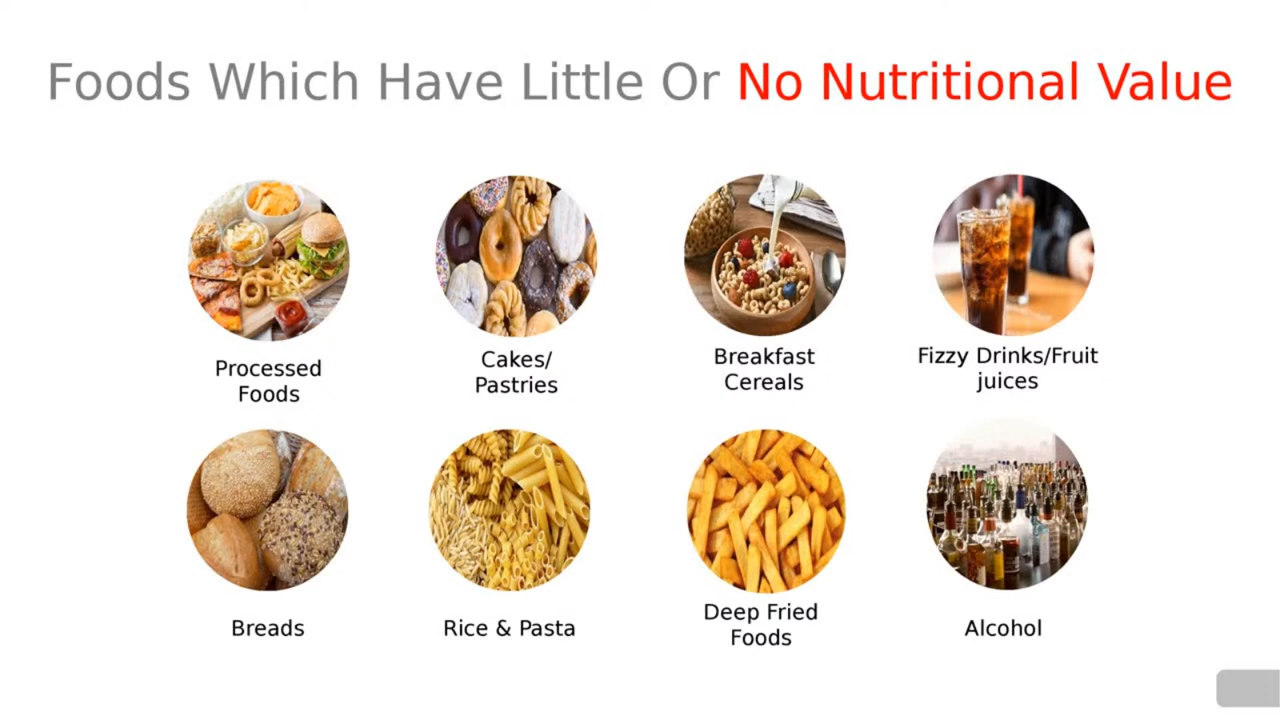 Foods Which Have Little Or No Nutritional Value
Processed
Foods
Cakes/
Pastries
Breakfast
Cereals
Fizzy Drinks/Fruit
juices
Breads
Rice & Pasta
Deep Fried
Foods
Alcohol